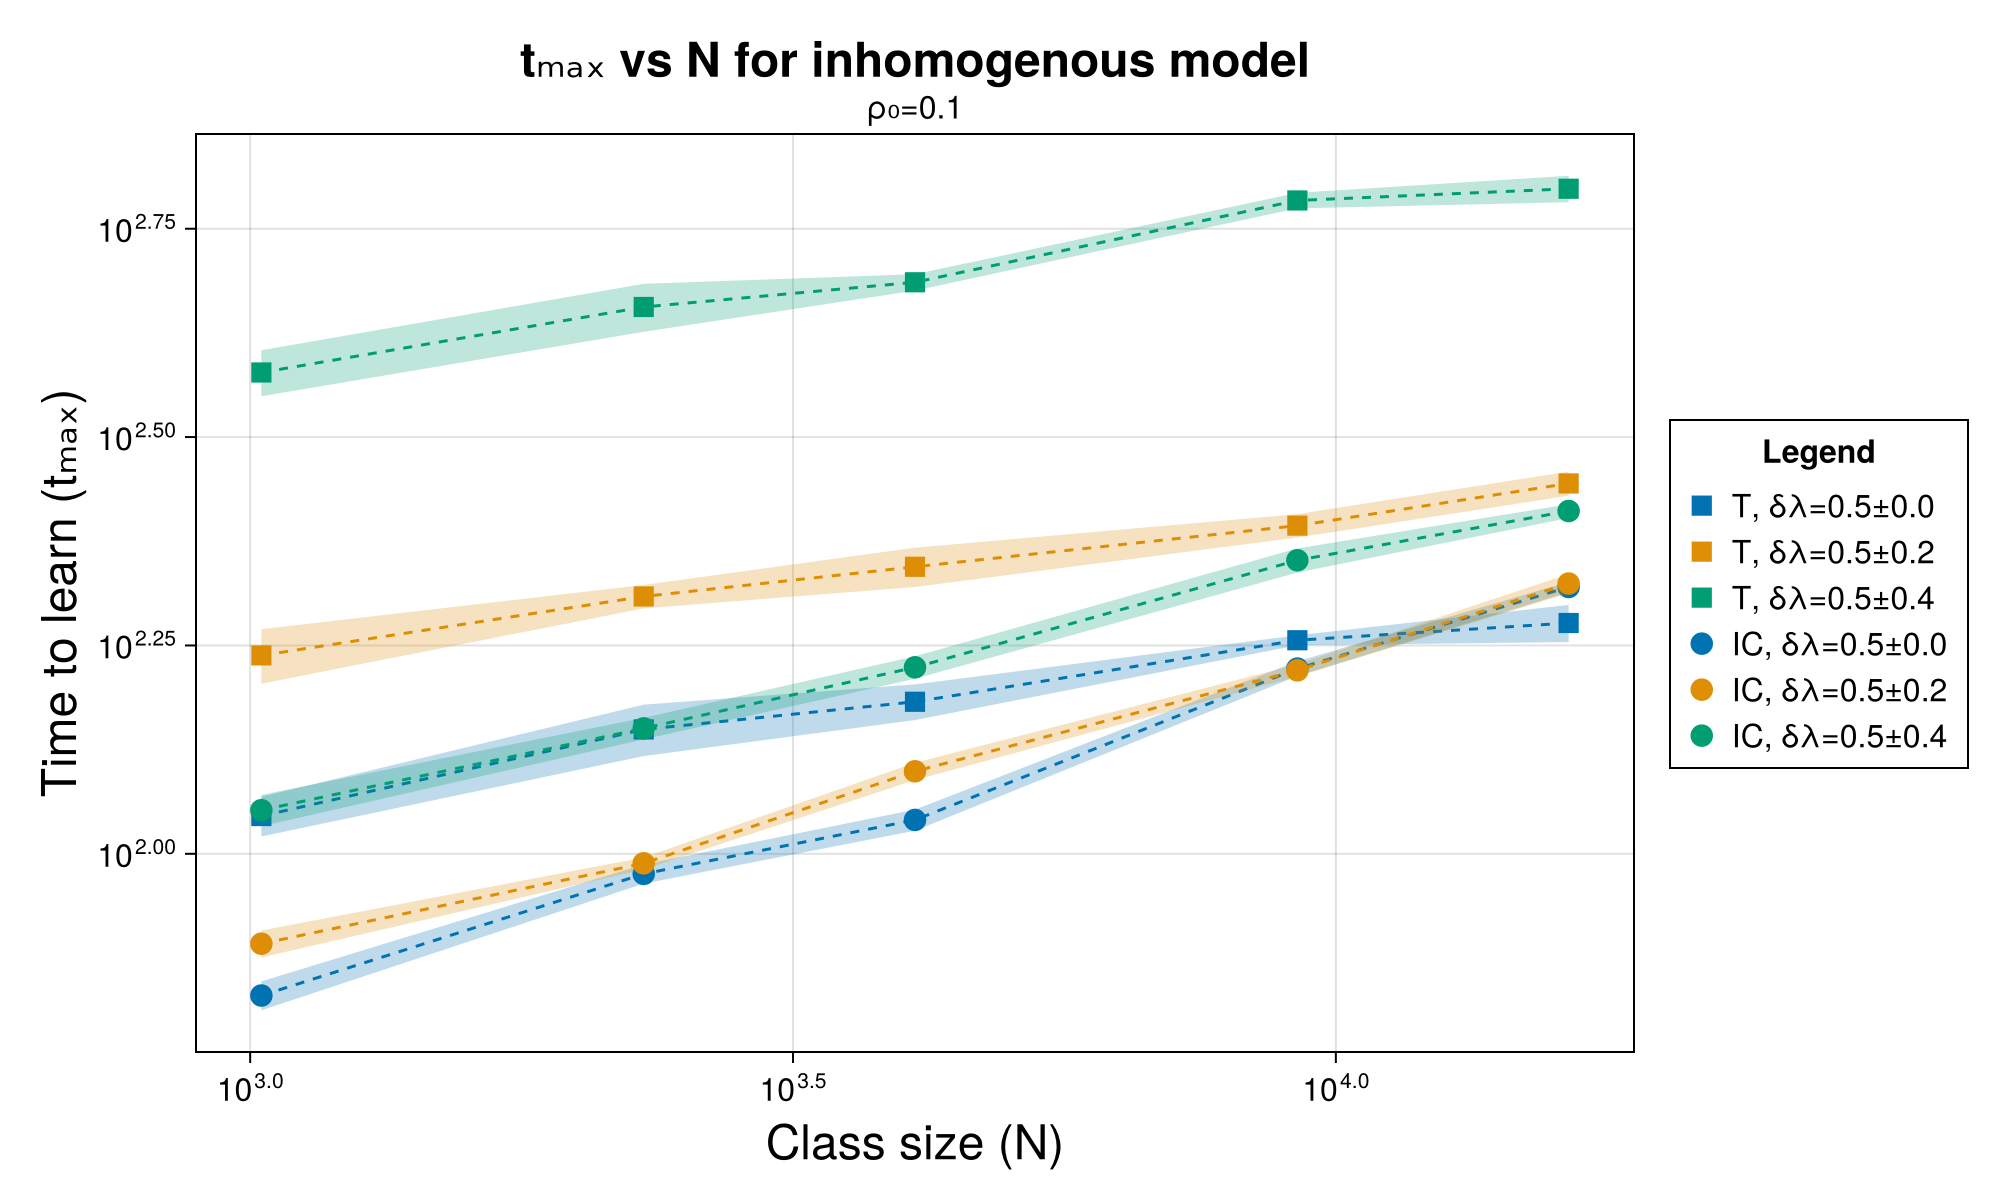 tₘₐₓ vs N for inhomogenous model
ρ₀=0.1
Time to learn (tₘₐₓ)
10^2.75
10^2.50
10^2.25
10^2.00
10^3.0
10^3.5
10^4.0
Class size (N)
Legend
T, δλ=0.5±0.0
T, δλ=0.5±0.2
T, δλ=0.5±0.4
IC, δλ=0.5±0.0
IC, δλ=0.5±0.2
IC, δλ=0.5±0.4